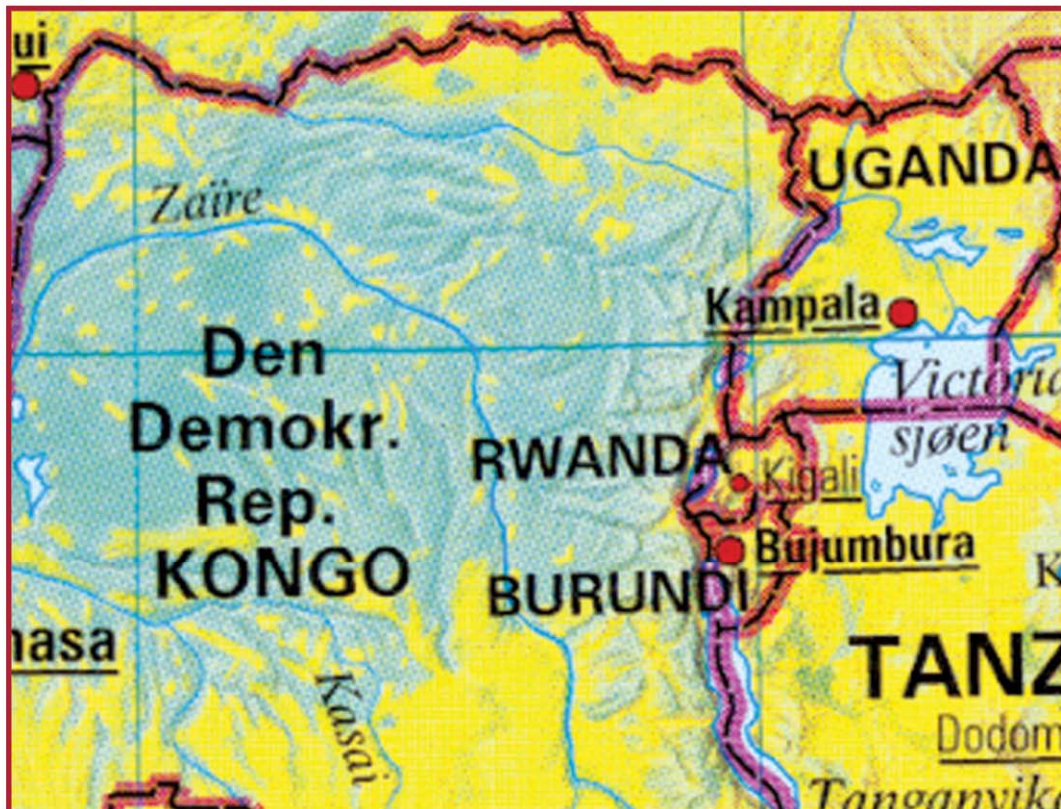 ui
UGANDA
Zaïre
Kampala
Den
Demokr.
Rep.
KONGO
Victoria
sjøen
RWANDA
Kigali
Bujumbura
BURUNDI
K
nasa
TANZ
Kasai
Dodom
Tanganyik